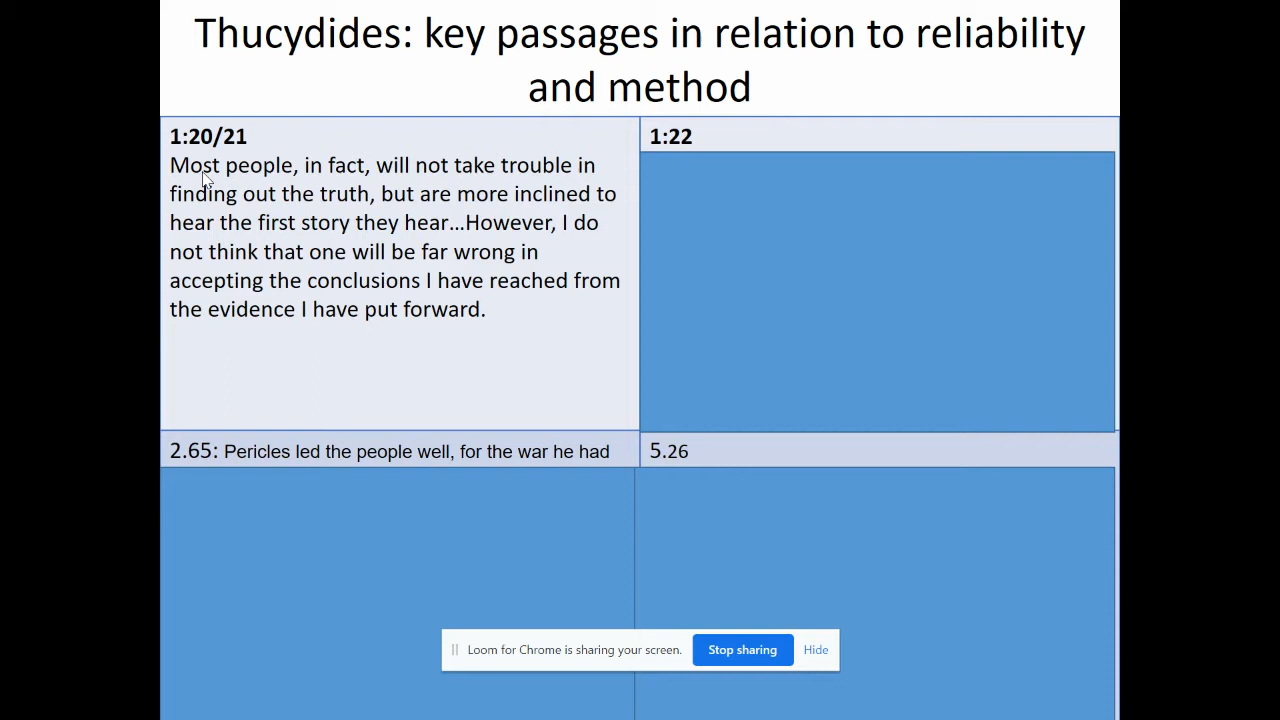 Thucydides: key passages in relation to reliability
and method
1:20/21
Most people, in fact, will not take trouble in
finding out the truth, but are more inclined to
hear the first story they hear…However, I do
not think that one will be far wrong in
accepting the conclusions I have reached from
the evidence I have put forward.
1:22
2.65: Pericles led the people well, for the war he had
5.26
Loom for Chrome is sharing your screen.
Stop sharing
Hide